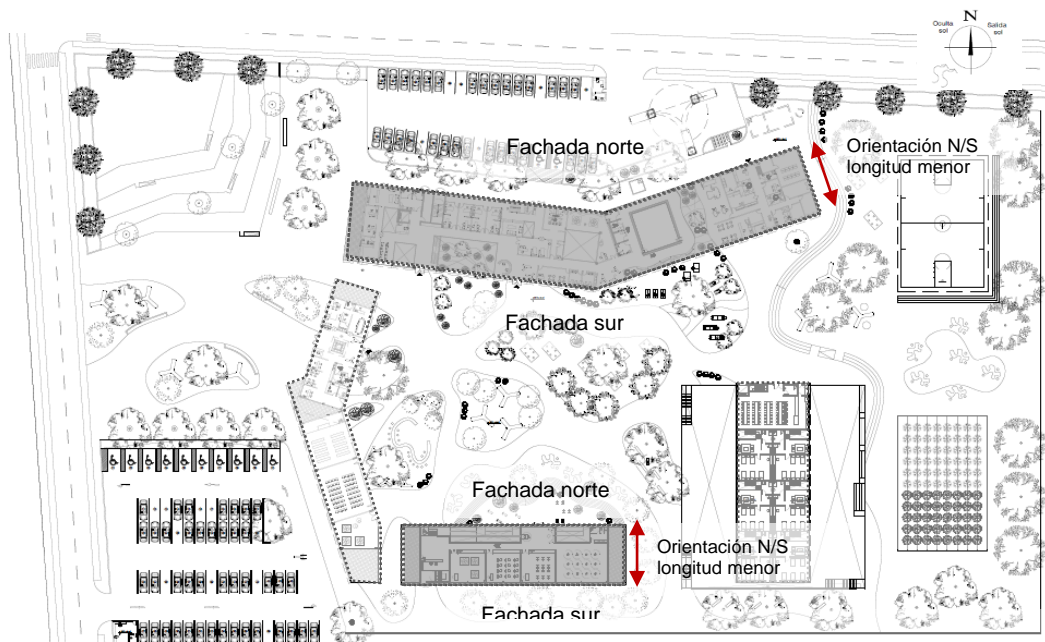 N
Oculta
sol
Salida
sol
Fachada norte
Orientación N/S
longitud menor
Fachada sur
Fachada norte
Orientación N/S
longitud menor
Fachada sur